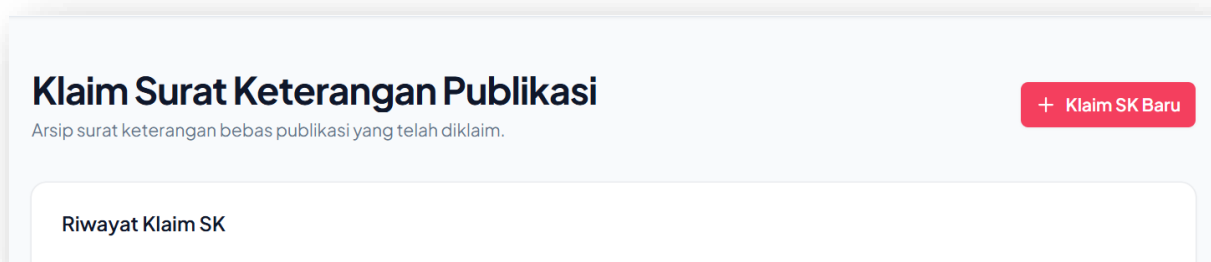 Klaim Surat Keterangan Publikasi
Arsip surat keterangan bebas publikasi yang telah diklaim.
+ Klaim SK Baru
Riwayat Klaim SK